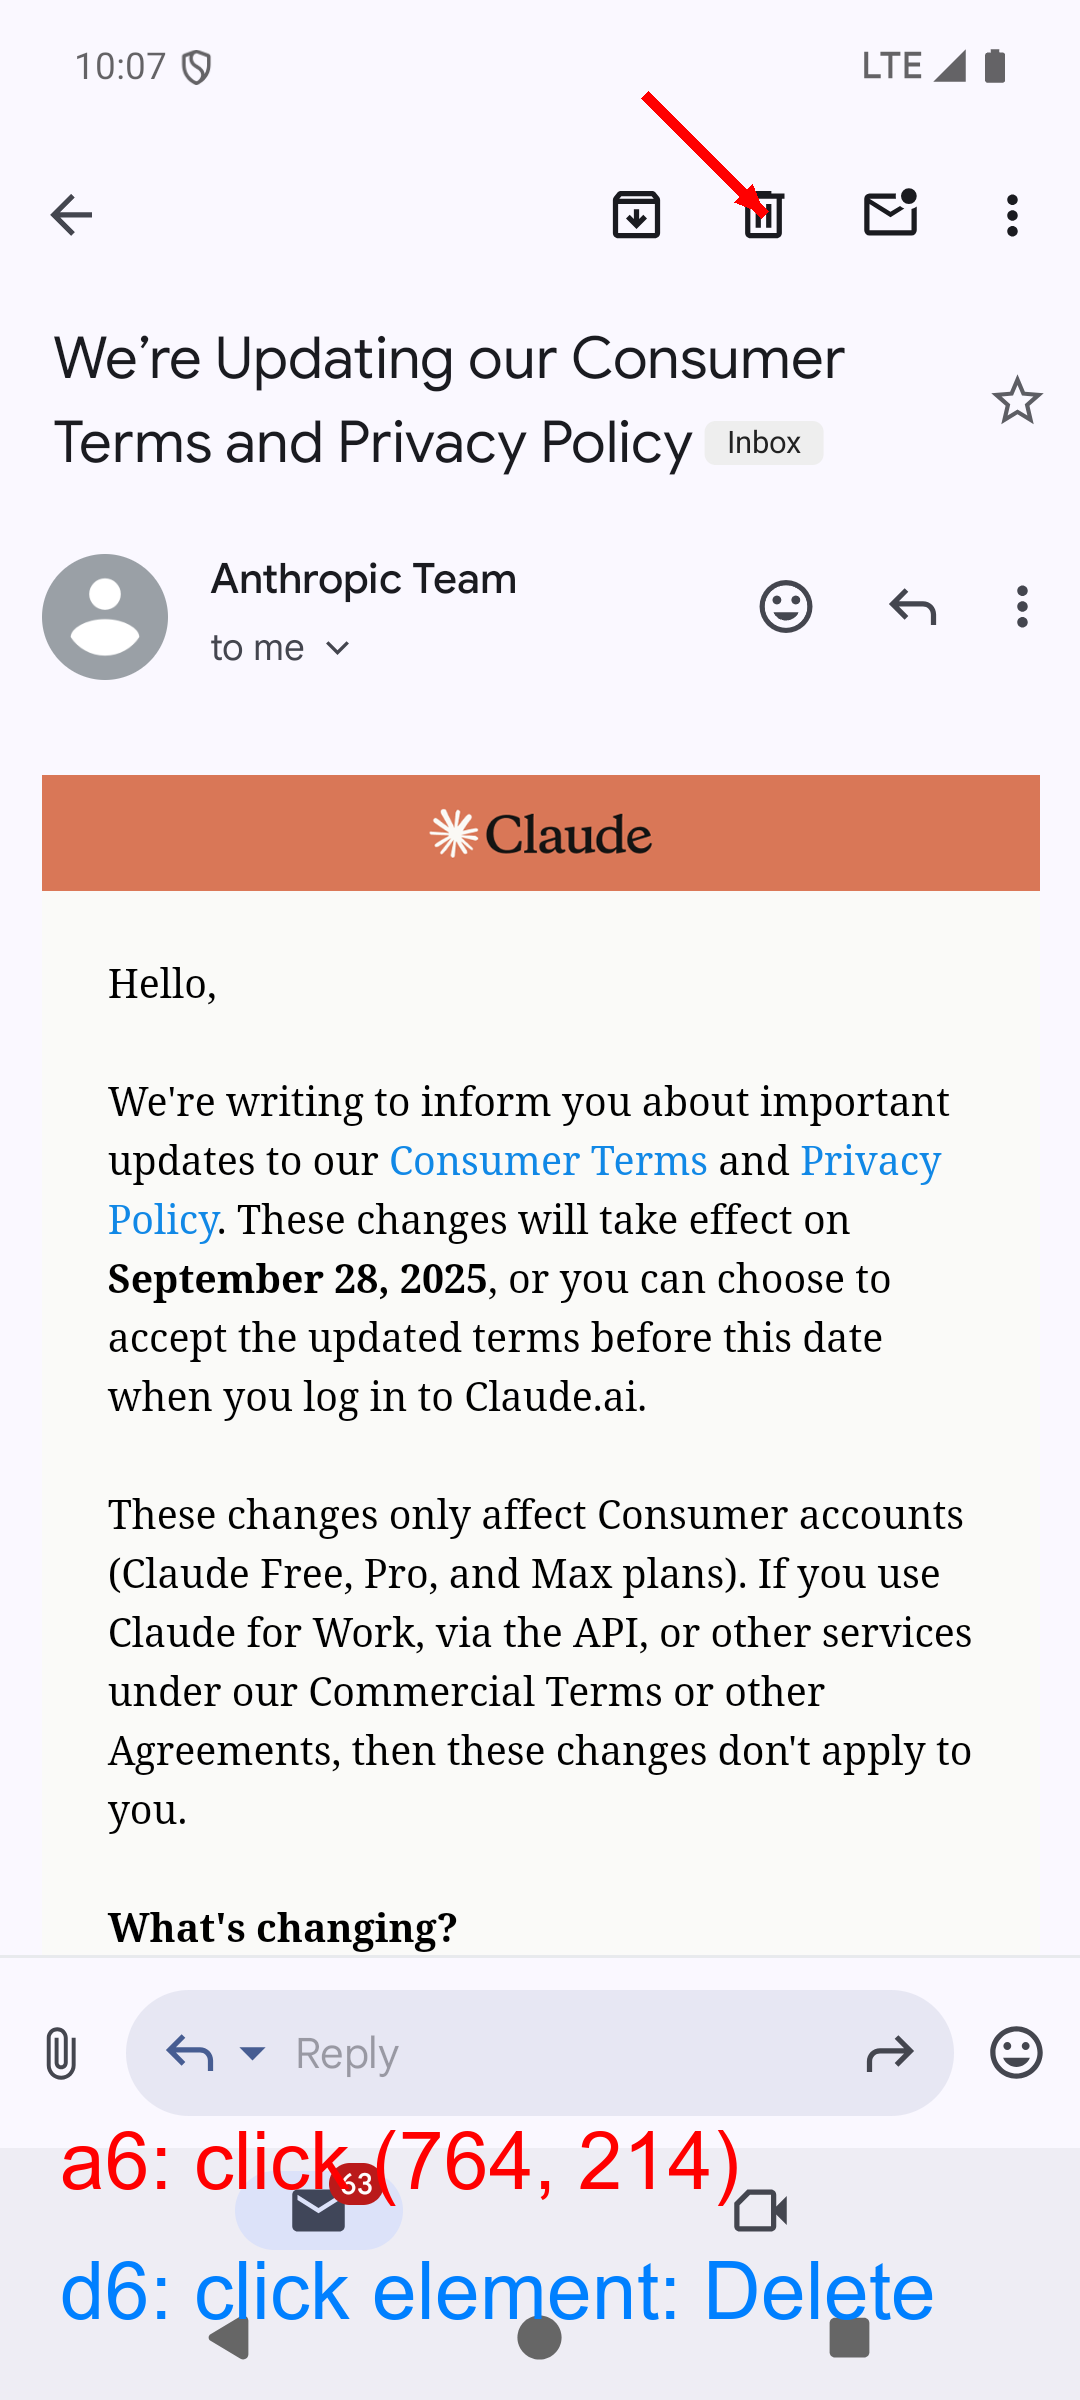 10:07 LTE
We're Updating our Consumer
Terms and Privacy Policy Inbox
Anthropic Team
to me
Claude
Hello,
We're writing to inform you about important
updates to our Consumer Terms and Privacy
Policy. These changes will take effect on
September 28, 2025, or you can choose to
accept the updated terms before this date
when you log in to Claude.ai.
These changes only affect Consumer accounts
(Claude Free, Pro, and Max plans). If you use
Claude for Work, via the API, or other services
under our Commercial Terms or other
Agreements, then these changes don't apply to
you.
What's changing?
Reply
a6: click (764, 214)
d6: click element: Delete